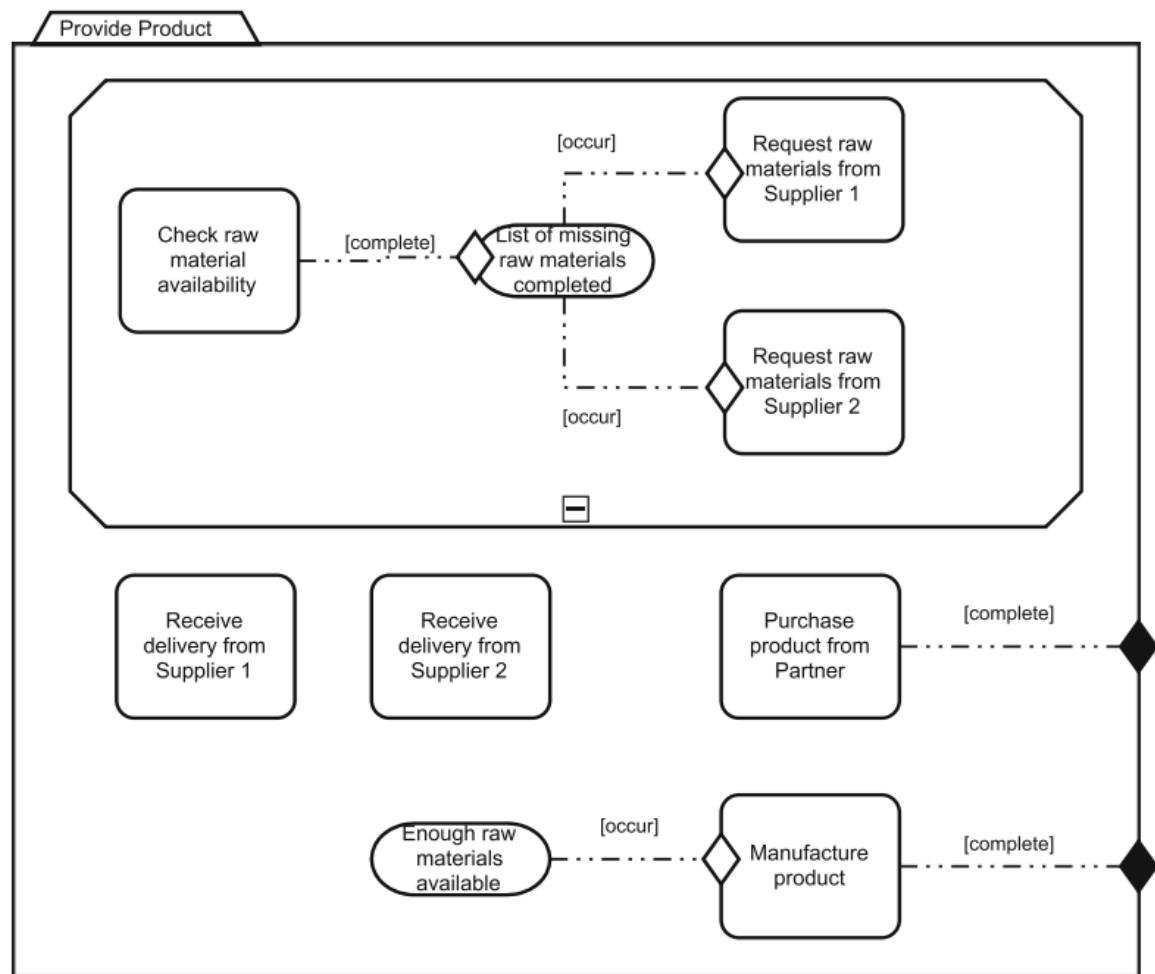 Provide Product
[occur]
Request raw
materials from
Supplier 1
Check raw
material
availability
[complete]
List of missing
raw materials
completed
Request raw
materials from
Supplier 2
[occur]
Receive
delivery from
Supplier 1
Receive
delivery from
Supplier 2
Purchase
product from
Partner
[complete]
Enough raw
materials
available
[occur]
Manufacture
product
[complete]